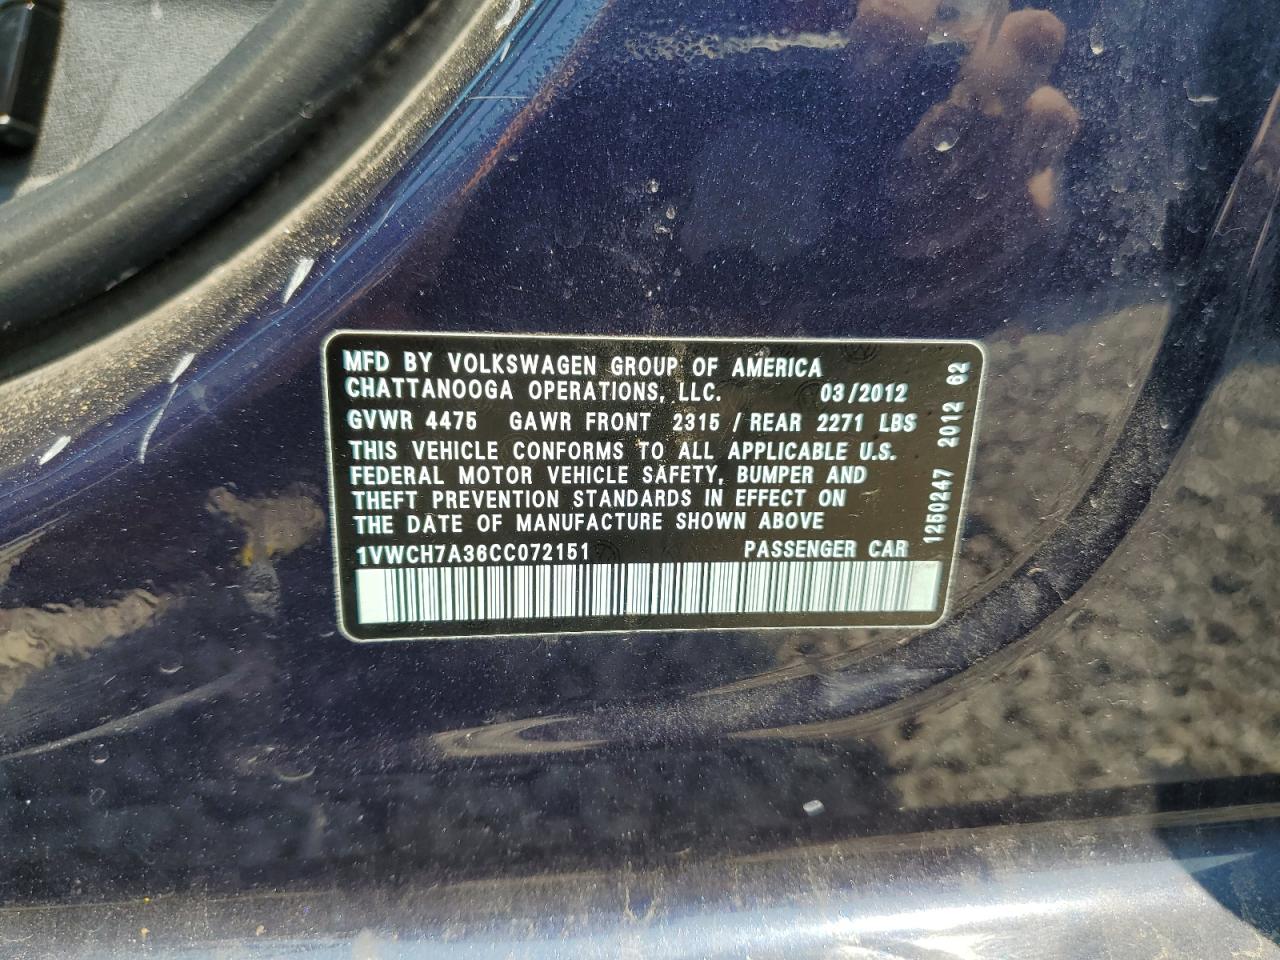 MFD BY VOLKSWAGEN GROUP OF AMERICA
CHATTANOOGA OPERATIONS, LLC. 03/2012
GVWR 4475 GAWR FRONT 2315 / REAR 2271 LBS
THIS VEHICLE CONFORMS TO ALL APPLICABLE U.S.
FEDERAL MOTOR VEHICLE SAFETY, BUMPER AND
THEFT PREVENTION STANDARDS IN EFFECT ON
THE DATE OF MANUFACTURE SHOWN ABOVE
1VWCH7A36CC072151 PASSENGER CAR
1250247 2012 62